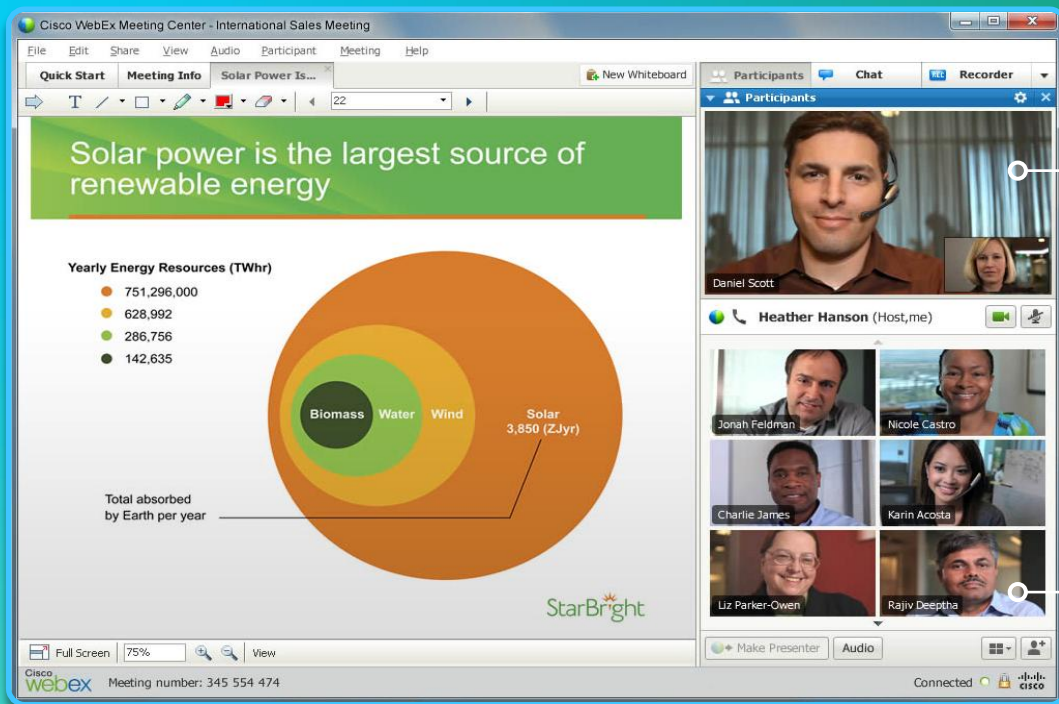 Cisco WebEx Meeting Center - International Sales Meeting
File Edit Share View Audio Participant Meeting Help
Quick Start Meeting Info Solar Power Is... New Whiteboard
T 22
Solar power is the largest source of
renewable energy
Yearly Energy Resources (TWhr)
751,296,000
628,992
286,756
142,635
Biomass Water Wind Solar
3,850 (ZJyr)
Total absorbed
by Earth per year
StarBright
Full Screen 75% View
Participants Chat REC Recorder
Participants
Daniel Scott
Heather Hanson (Host,me)
Jonah Feldman Nicole Castro
Charlie James Karin Acosta
Liz Parker-Owen Rajiv Deeptha
Make Presenter Audio
Cisco
webex Meeting number: 345 554 474
Connected
cisco